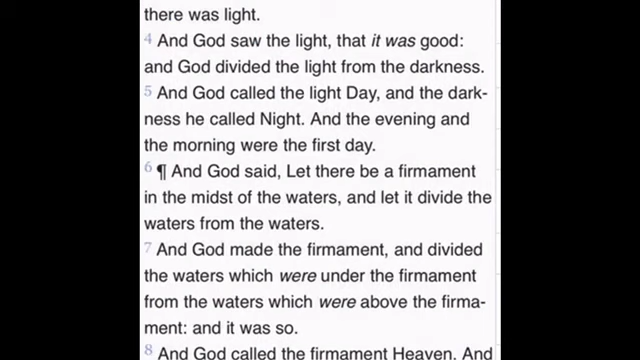 there was light.
4 And God saw the light, that it was good:
and God divided the light from the darkness.
5 And God called the light Day, and the dark-
ness he called Night. And the evening and
the morning were the first day.
6 ¶ And God said, Let there be a firmament
in the midst of the waters, and let it divide the
waters from the waters.
7 And God made the firmament, and divided
the waters which were under the firmament
from the waters which were above the firma-
ment: and it was so.
8 And God called the firmament Heaven. And